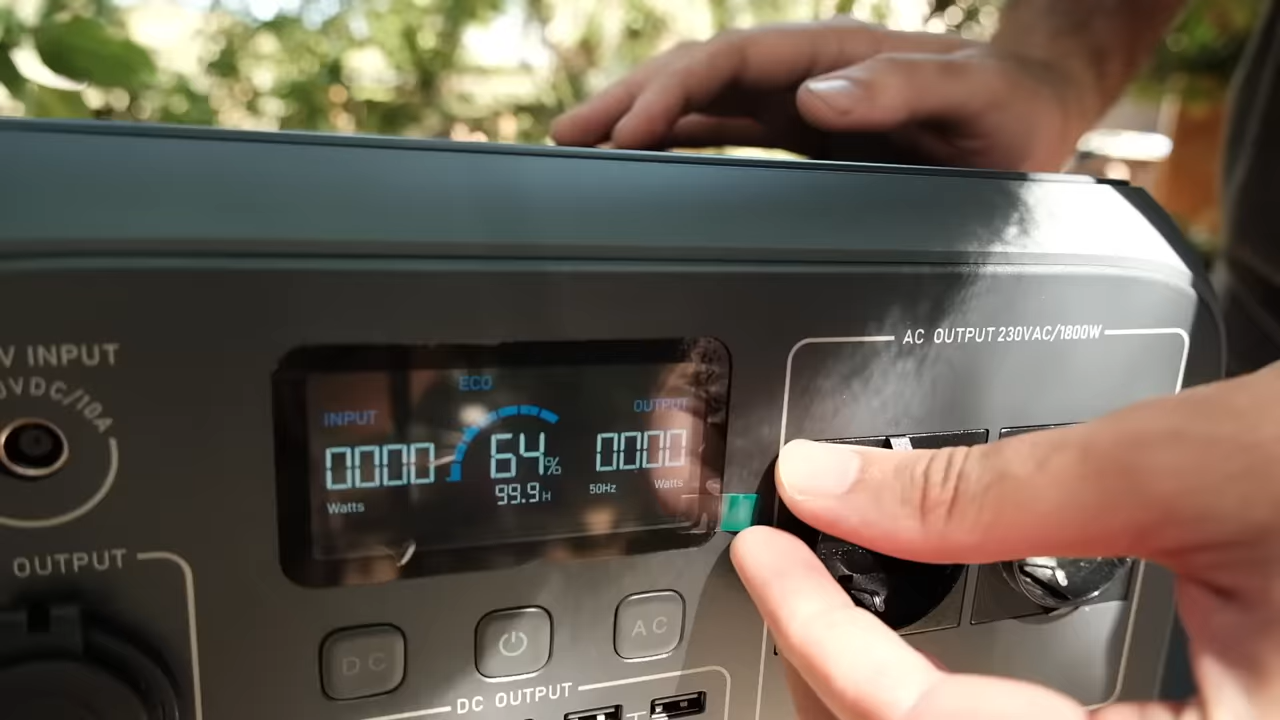 V INPUT
VDC/10A
AC OUTPUT 230VAC/1800W
ECO
INPUT
OUTPUT
0000
64%
0000
99.9H
50Hz
Watts
Watts
OUTPUT
DC
AC
DC OUTPUT